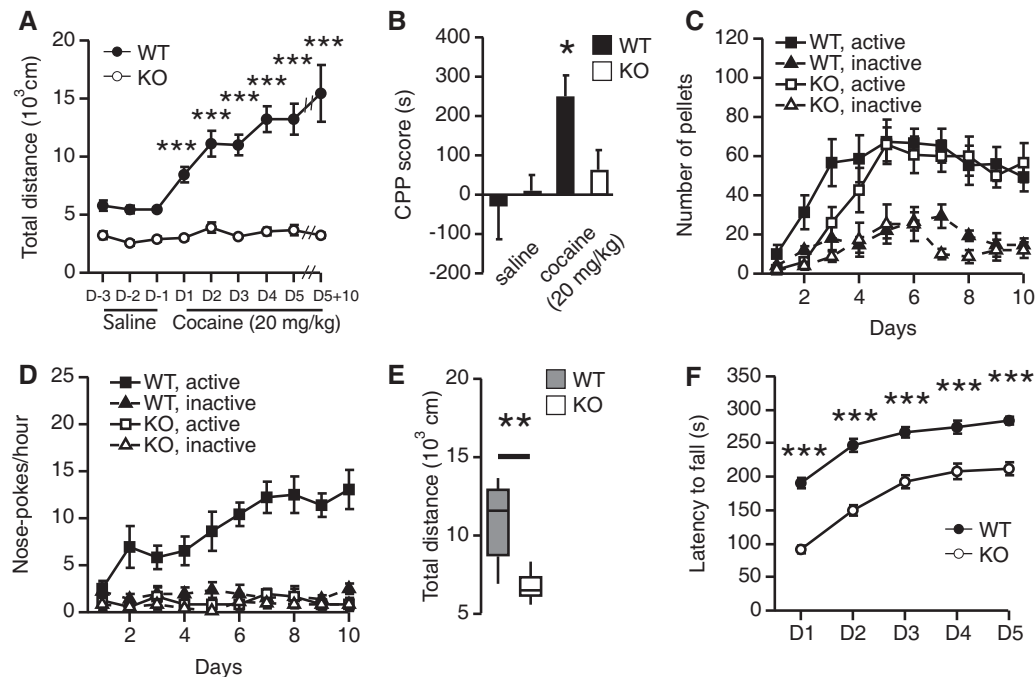 A
Total distance (10³cm)
20
15
10
5
0
WT
KO
***
***
***
***
***
***
D-3 D-2 D-1 D1 D2 D3 D4 D5 D5+10
Saline Cocaine (20 mg/kg)
B
CPP score (s)
400
300
200
100
0
-100
-200
*
WT
KO
saline
cocaine
(20 mg/kg)
C
Number of pellets
120
100
80
60
40
20
0
WT, active
WT, inactive
KO, active
KO, inactive
2 4 6 8 10
Days
D
Nose-pokes/hour
25
20
15
10
5
0
WT, active
WT, inactive
KO, active
KO, inactive
2 4 6 8 10
Days
E
Total distance (10³ cm)
20
15
10
5
WT
KO
**
F
Latency to fall (s)
350
300
250
200
150
100
50
0
***
***
***
***
***
WT
KO
D1 D2 D3 D4 D5